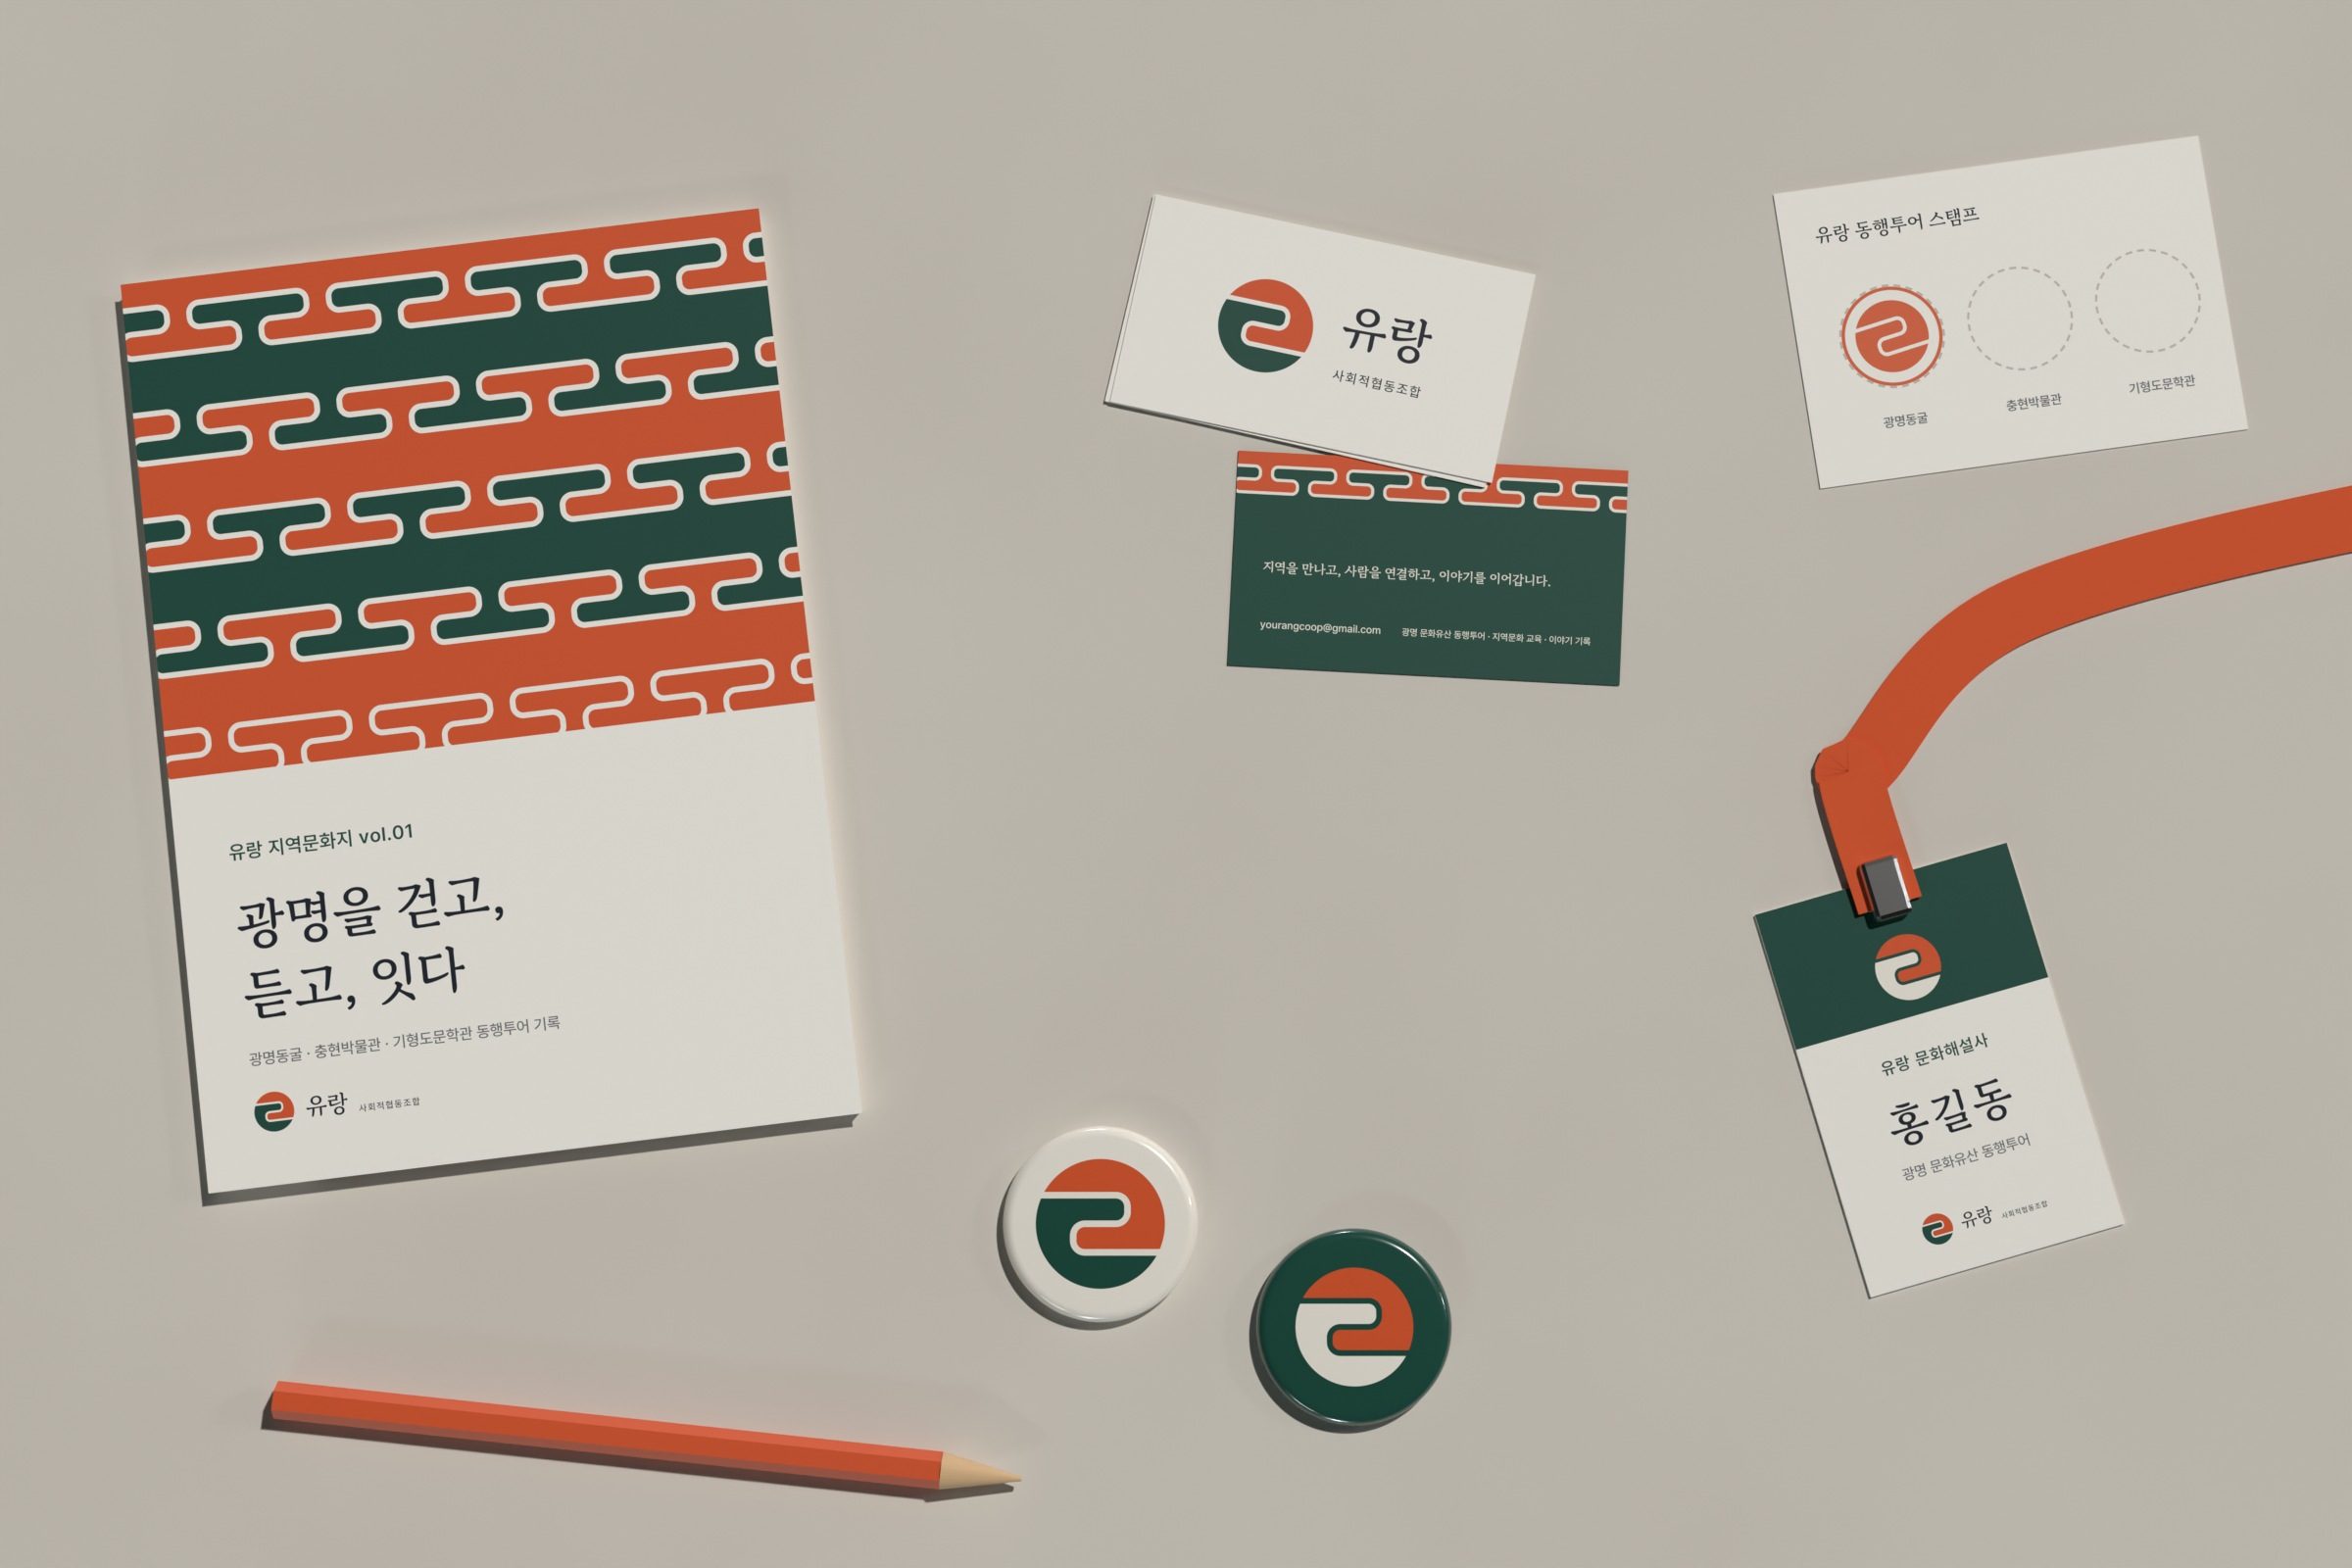 유랑 지역문화지 vol.01
광명을 걷고,
듣고, 잇다
광명동굴 · 충현박물관 · 기형도문학관 동행투어 기록
유랑 사회적협동조합
유랑
사회적협동조합
지역을 만나고, 사람을 연결하고, 이야기를 이어갑니다.
yourangcoop@gmail.com 광명 문화유산 동행투어 · 지역문화 교육 · 이야기 기록
유랑 동행투어 스탬프
광명동굴 충현박물관 기형도문학관
유랑 문화해설사
홍길동
광명 문화유산 동행투어
유랑 사회적협동조합